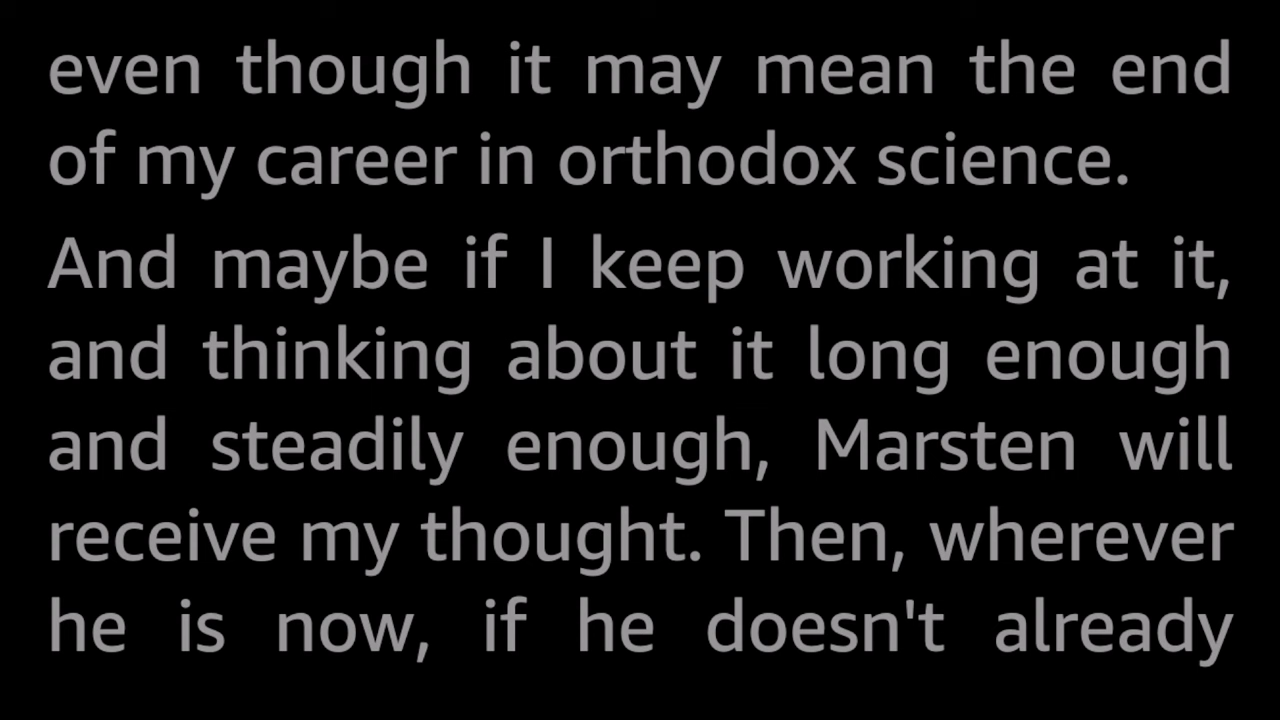 even though it may mean the end
of my career in orthodox science.
And maybe if I keep working at it,
and thinking about it long enough
and steadily enough, Marsten will
receive my thought. Then, wherever
he is now, if he doesn't already